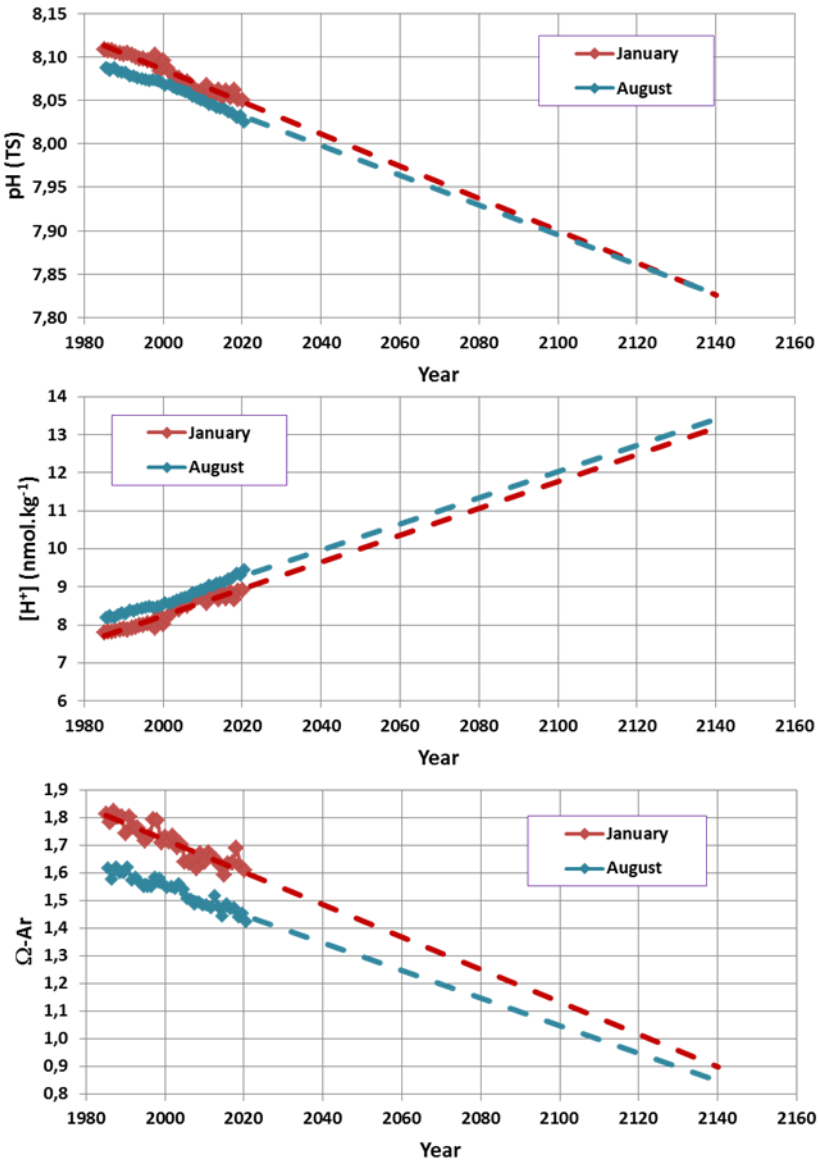 8,15
8,10
8,05
8,00
7,95
7,90
7,85
7,80
pH (TS)
January
August
1980 2000 2020 2040 2060 2080 2100 2120 2140 2160
Year
14
13
12
11
10
9
8
7
6
[H⁺] (nmol.kg⁻¹)
January
August
1980 2000 2020 2040 2060 2080 2100 2120 2140 2160
Year
1,9
1,8
1,7
1,6
1,5
1,4
1,3
1,2
1,1
1,0
0,9
0,8
Ω-Ar
January
August
1980 2000 2020 2040 2060 2080 2100 2120 2140 2160
Year